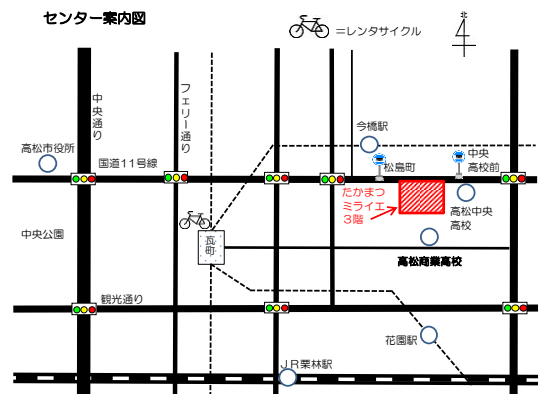 センター案内図
＝レンタサイクル
北
中央通り
フェリー通り
今橋駅
高松市役所
国道11号線
松島町
中央
高校前
たかまつ
ミライエ
3階
高松中央
高校
中央公園
瓦町
高松商業高校
観光通り
花園駅
JR栗林駅